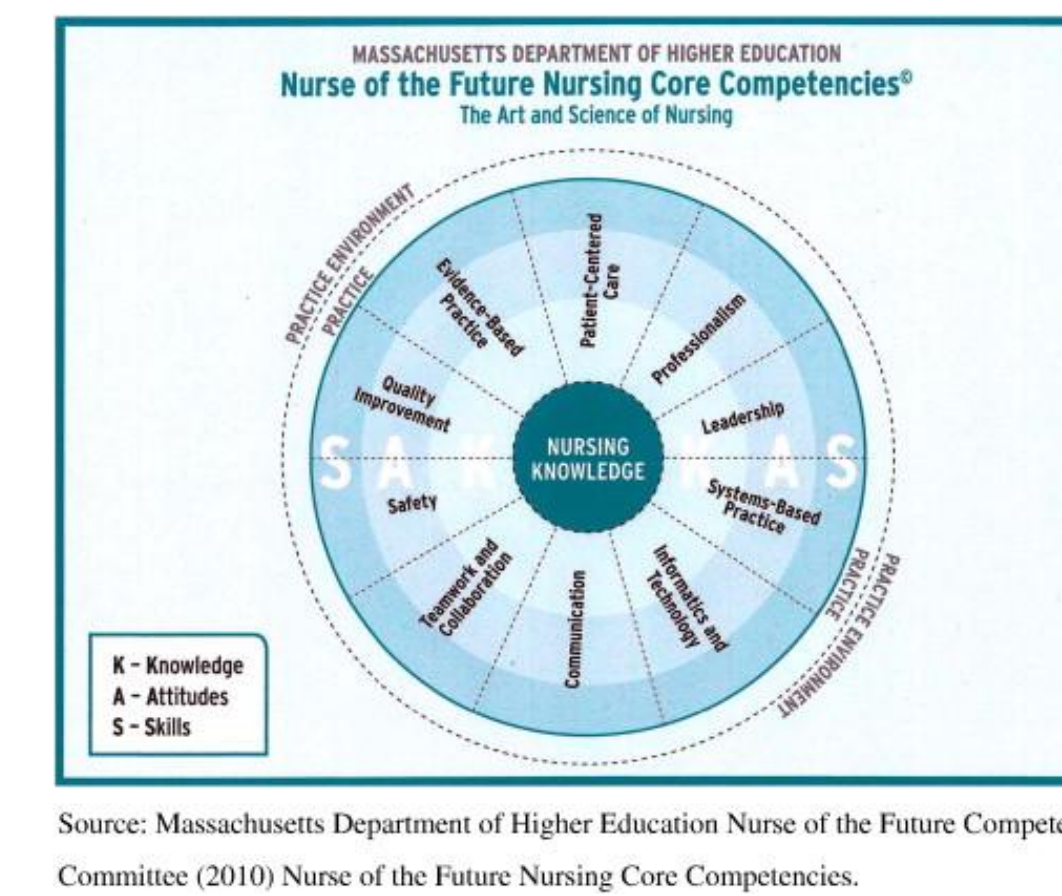 MASSACHUSETTS DEPARTMENT OF HIGHER EDUCATION
Nurse of the Future Nursing Core Competencies©
The Art and Science of Nursing
PRACTICE ENVIRONMENT
PRACTICE
Patient-Centered
Care
Professionalism
Leadership
Systems-Based
Practice
Informatics and
Technology
Communication
Teamwork and
Collaboration
Safety
Quality
Improvement
Evidence-Based
Practice
S A K
NURSING
KNOWLEDGE
K A S
PRACTICE
PRACTICE ENVIRONMENT
K – Knowledge
A – Attitudes
S – Skills
Source: Massachusetts Department of Higher Education Nurse of the Future
Committee (2010) Nurse of the Future Nursing Core Competencies.